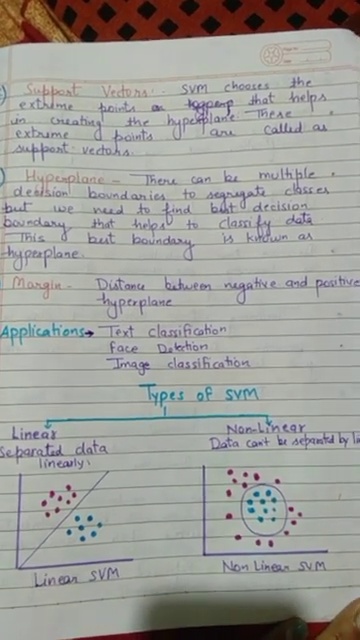 Support Vectors:- SVM chooses the
extreme points that helps
in creating the hyperplane. These
extreme points are called as
support vectors.
Hyperplane - There can be multiple
decision boundaries to segregate classes
but we need to find best decision
boundary that helps to classify data
This best boundary is known as
hyperplane.
Margin- Distance between negative and positive
hyperplane
Applications→ Text classification
Face Detection
Image classification
Types of SVM
Linear
Separated data
linearly.
Non-Linear
Data can't be separated by
Linear SVM
Non Linear SVM